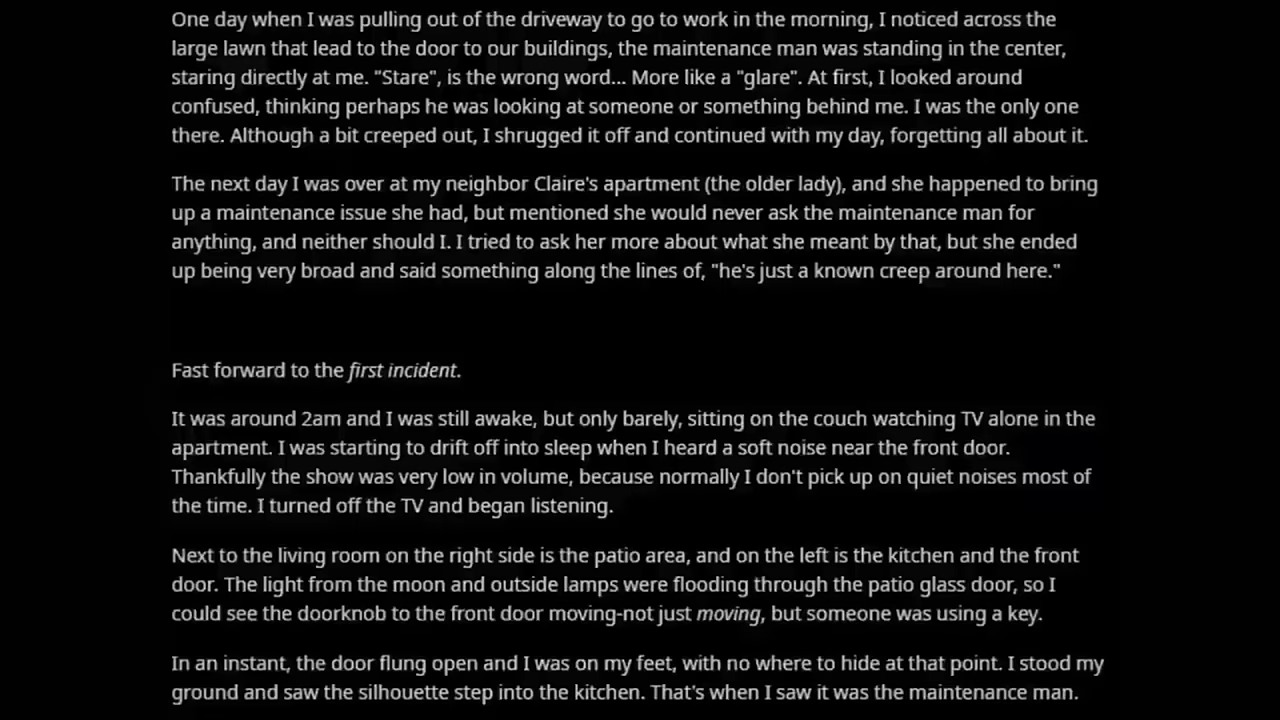 One day when I was pulling out of the driveway to go to work in the morning, I noticed across the
large lawn that lead to the door to our buildings, the maintenance man was standing in the center,
staring directly at me. "Stare", is the wrong word... More like a "glare". At first, I looked around
confused, thinking perhaps he was looking at someone or something behind me. I was the only one
there. Although a bit creeped out, I shrugged it off and continued with my day, forgetting all about it.
The next day I was over at my neighbor Claire's apartment (the older lady), and she happened to bring
up a maintenance issue she had, but mentioned she would never ask the maintenance man for
anything, and neither should I. I tried to ask her more about what she meant by that, but she ended
up being very broad and said something along the lines of, "he's just a known creep around here."
Fast forward to the first incident.
It was around 2am and I was still awake, but only barely, sitting on the couch watching TV alone in the
apartment. I was starting to drift off into sleep when I heard a soft noise near the front door.
Thankfully the show was very low in volume, because normally I don't pick up on quiet noises most of
the time. I turned off the TV and began listening.
Next to the living room on the right side is the patio area, and on the left is the kitchen and the front
door. The light from the moon and outside lamps were flooding through the patio glass door, so I
could see the doorknob to the front door moving-not just moving, but someone was using a key.
In an instant, the door flung open and I was on my feet, with no where to hide at that point. I stood my
ground and saw the silhouette step into the kitchen. That's when I saw it was the maintenance man.